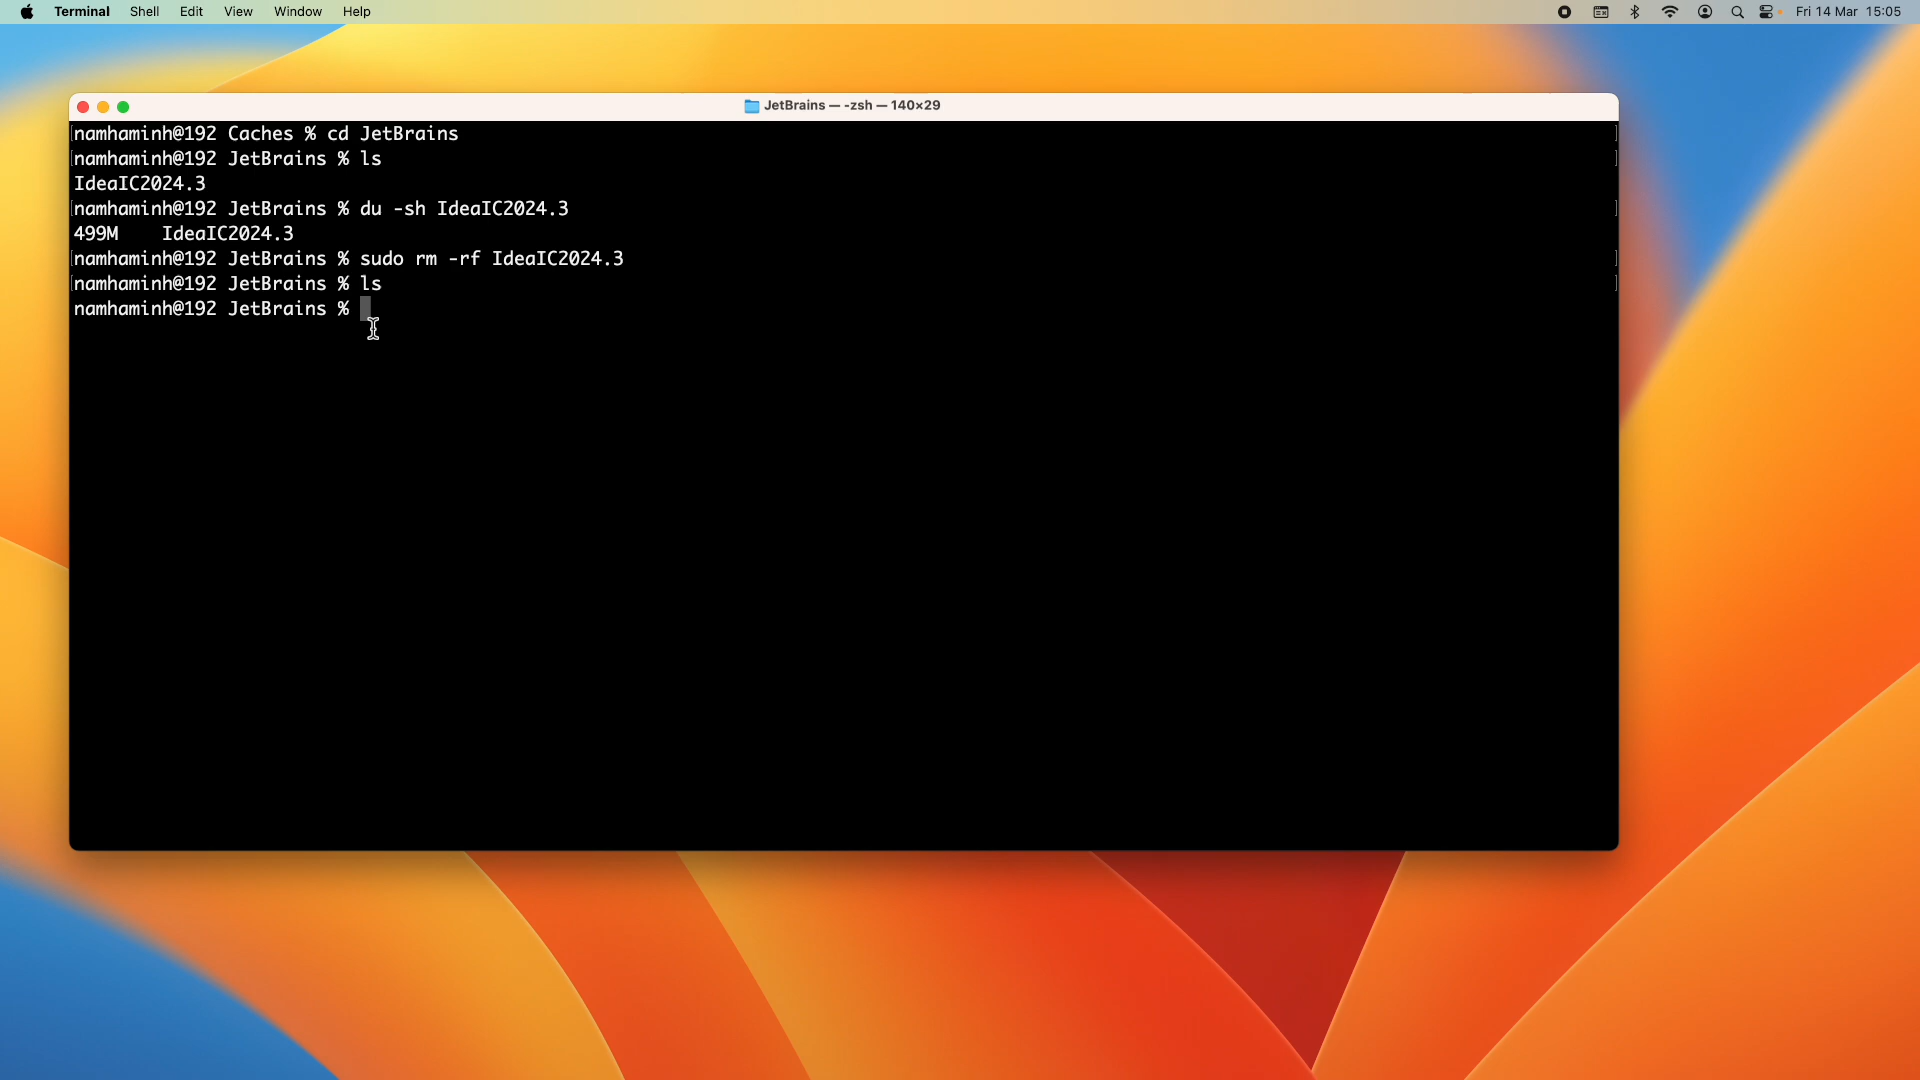 Terminal Shell Edit View Window Help Fri 14 Mar 15:05
JetBrains — -zsh — 140×29
[namhaminh@192 Caches % cd JetBrains ]
[namhaminh@192 JetBrains % ls ]
IdeaIC2024.3
[namhaminh@192 JetBrains % du -sh IdeaIC2024.3 ]
499M    IdeaIC2024.3
[namhaminh@192 JetBrains % sudo rm -rf IdeaIC2024.3 ]
[namhaminh@192 JetBrains % ls ]
namhaminh@192 JetBrains %